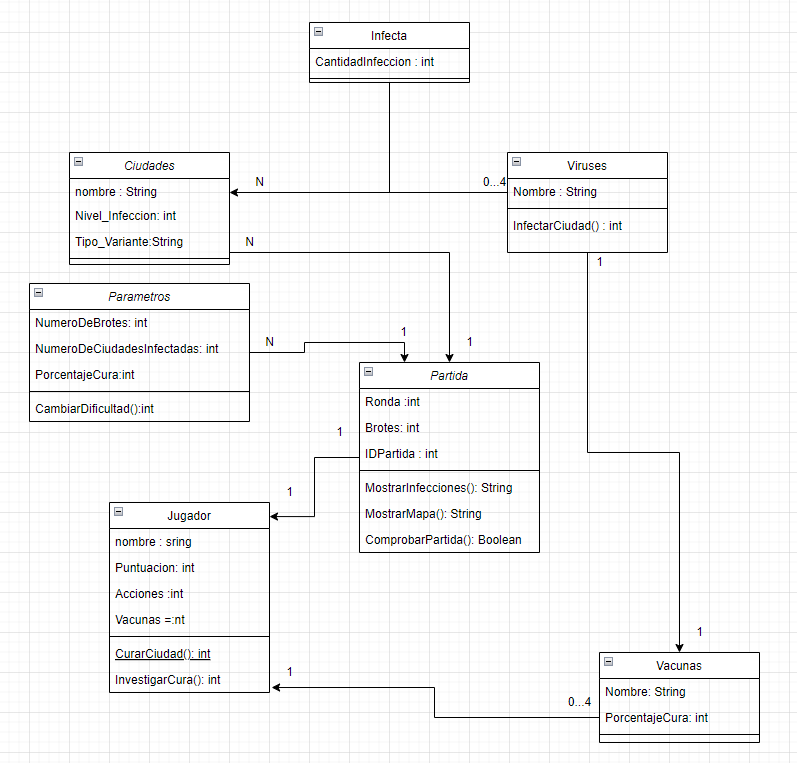 Infecta
CantidadInfeccion : int
Ciudades
nombre : String
Nivel_Infeccion: int
Tipo_Variante:String
N
0...4
Viruses
Nombre : String
InfectarCiudad() : int
N
1
Parametros
NumeroDeBrotes: int
NumeroDeCiudadesInfectadas: int
PorcentajeCura:int
CambiarDificultad():int
N
1
1
Partida
Ronda :int
Brotes: int
IDPartida : int
MostrarInfecciones(): String
MostrarMapa(): String
ComprobarPartida(): Boolean
1
1
Jugador
nombre : sring
Puntuacion: int
Acciones :int
Vacunas =:nt
CurarCiudad(): int
InvestigarCura(): int
1
0...4
1
Vacunas
Nombre: String
PorcentajeCura: int